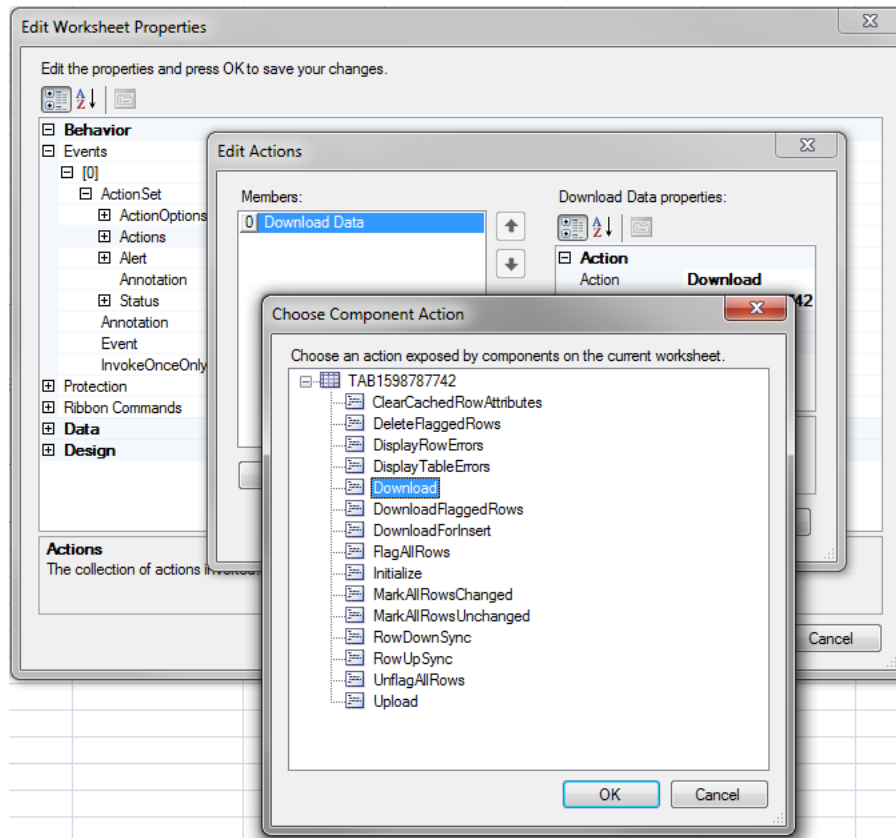 Edit Worksheet Properties
Edit the properties and press OK to save your changes.
Behavior
Events
[0]
ActionSet
ActionOptions
Actions
Alert
Annotation
Status
Annotation
Event
InvokeOnceOnly
Protection
Ribbon Commands
Data
Design
Actions
The collection of actions invoked.
Cancel
Edit Actions
Members:
0 Download Data
Download Data properties:
Action
Action Download
742
Choose Component Action
Choose an action exposed by components on the current worksheet.
TAB1598787742
ClearCachedRowAttributes
DeleteFlaggedRows
DisplayRowErrors
DisplayTableErrors
Download
DownloadFlaggedRows
DownloadForInsert
FlagAllRows
Initialize
MarkAllRowsChanged
MarkAllRowsUnchanged
RowDownSync
RowUpSync
UnflagAllRows
Upload
OK Cancel